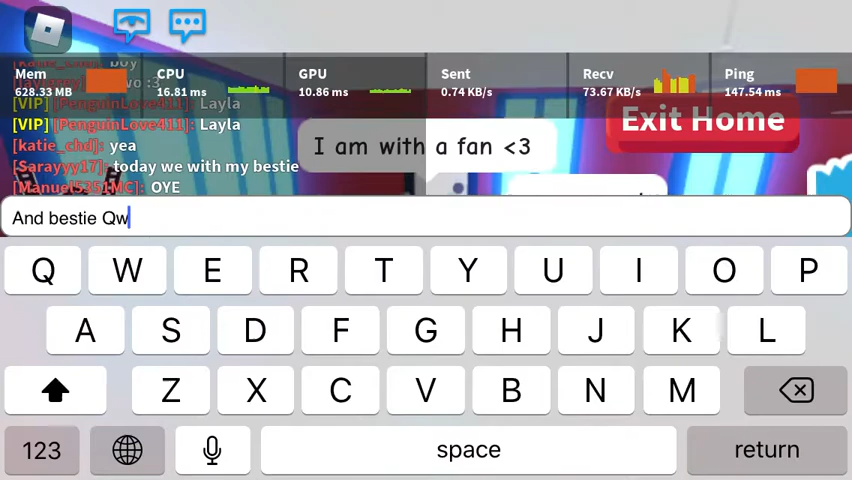 Mem CPU GPU Sent Recv Ping
628.33 MB 16.81 ms 10.86 ms 0.74 KB/s 73.67 KB/s 147.54 ms
[VIP] [PenguinLove411]: Layla
[VIP] [PenguinLove411]: Layla
[katie_chd]: yea
[Sarayyy17]: today we with my bestie
[Manuel5351MC]: OYE
I am with a fan <3
Exit Home
And bestie Qw
Q W E R T Y U I O P
A S D F G H J K L
Z X C V B N M
123 space return